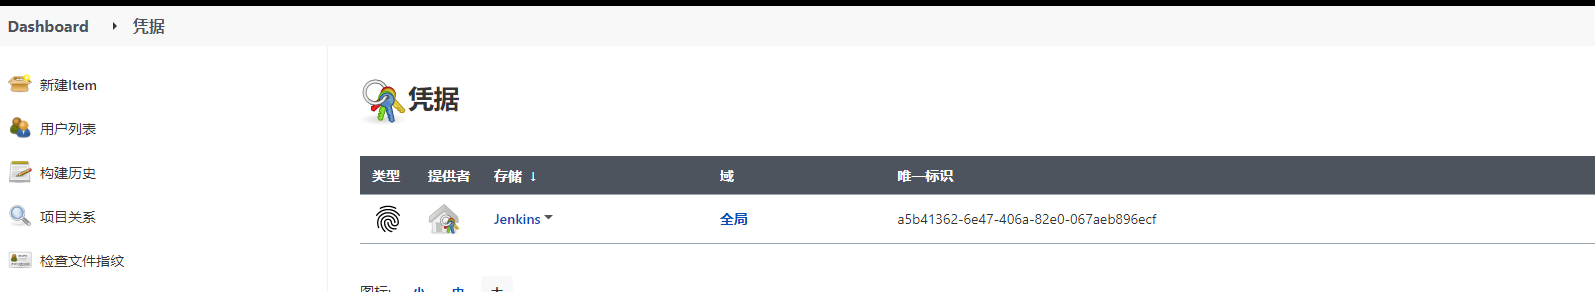 Dashboard 凭据
新建Item
用户列表
构建历史
项目关系
检查文件指纹
凭据
类型 提供者 存储 ↓ 域 唯一标识
Jenkins 全局 a5b41362-6e47-406a-82e0-067aeb896ecf
图标: 小 中 大